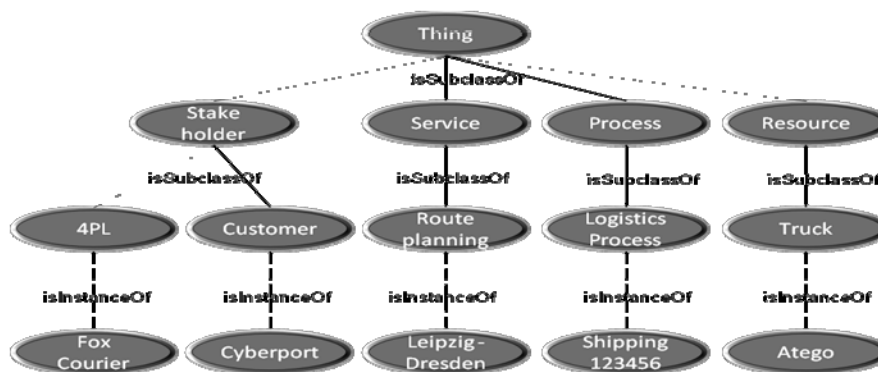 Thing
isSubclassOf
Stake
holder
Service
Process
Resource
isSubclassOf
isSubclassOf
isSubclassOf
isSubclassOf
4PL
Customer
Route
planning
Logistics
Process
Truck
isInstanceOf
isInstanceOf
isInstanceOf
isInstanceOf
isInstanceOf
Fox
Courier
Cyberport
Leipzig-
Dresden
Shipping
123456
Atego